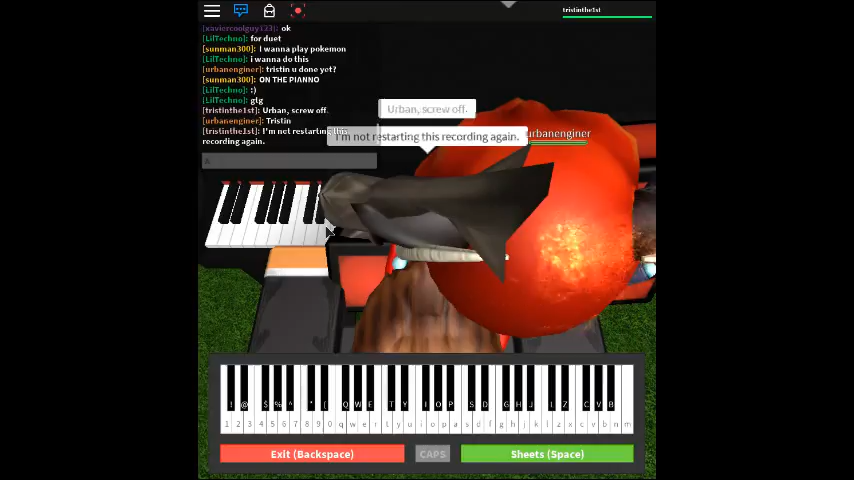 tristinthe1st
[xaviercoolguy123]: ok
[LilTechno]: for duet
[sunman300]: I wanna play pokemon
[LilTechno]: i wanna do this
[urbanenginer]: tristin u done yet?
[sunman300]: ON THE PIANNO
[LilTechno]: :)
[LilTechno]: glg
[tristinthe1st]: Urban, screw off.
[urbanenginer]: Tristin
[tristinthe1st]: I'm not restarting this
recording again.
Urban, screw off.
I'm not restarting this recording again.
urbanenginer
! @ $ % ^ * ( Q W E T Y I O P S D G H J L Z C V B
1 2 3 4 5 6 7 8 9 0 q w e r t y u i o p a s d f g h j k l z x c v b n m
Exit (Backspace)
CAPS
Sheets (Space)